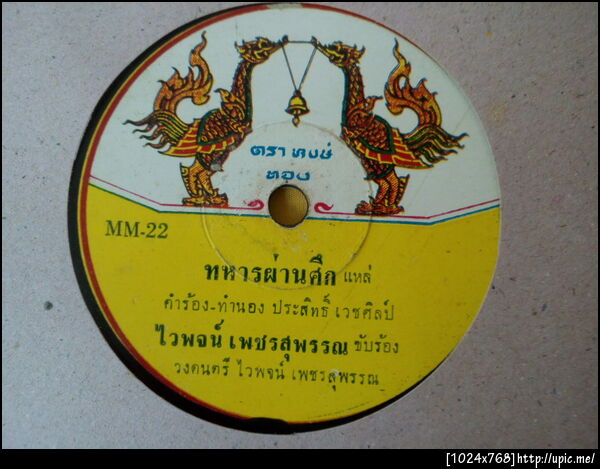 ตรา หงษ์
ทอง
MM-22
ทหารผ่านศึก แหล่
คำร้อง-ทำนอง ประสิทธิ์ เวชศิลป์
ไวพจน์ เพชรสุพรรณ ขับร้อง
วงดนตรี ไวพจน์ เพชรสุพรรณ
[1024x768]http://upic.me/